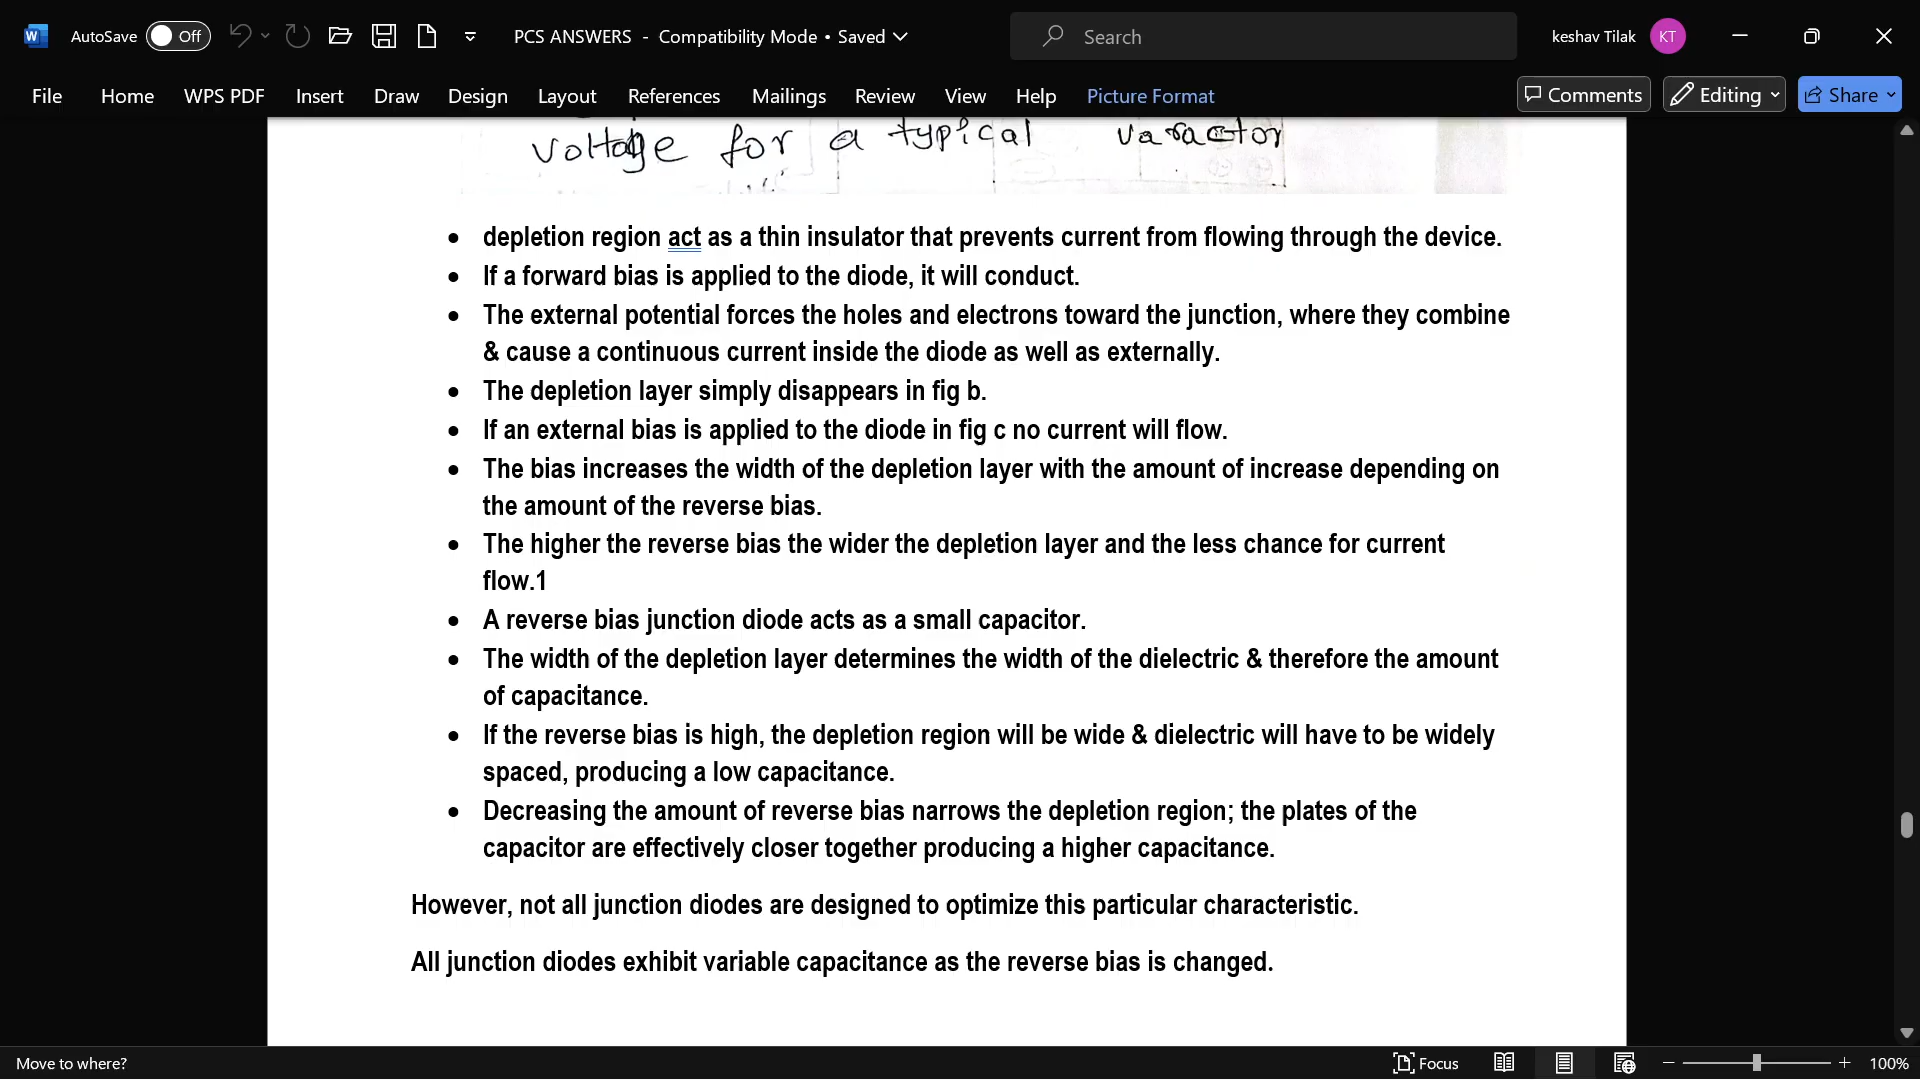 AutoSave Off PCS ANSWERS - Compatibility Mode • Saved Search keshav Tilak KT
File Home WPS PDF Insert Draw Design Layout References Mailings Review View Help Picture Format Comments Editing Share
voltage for a typical varactor
• depletion region act as a thin insulator that prevents current from flowing through the device.
• If a forward bias is applied to the diode, it will conduct.
• The external potential forces the holes and electrons toward the junction, where they combine
& cause a continuous current inside the diode as well as externally.
• The depletion layer simply disappears in fig b.
• If an external bias is applied to the diode in fig c no current will flow.
• The bias increases the width of the depletion layer with the amount of increase depending on
the amount of the reverse bias.
• The higher the reverse bias the wider the depletion layer and the less chance for current
flow.1
• A reverse bias junction diode acts as a small capacitor.
• The width of the depletion layer determines the width of the dielectric & therefore the amount
of capacitance.
• If the reverse bias is high, the depletion region will be wide & dielectric will have to be widely
spaced, producing a low capacitance.
• Decreasing the amount of reverse bias narrows the depletion region; the plates of the
capacitor are effectively closer together producing a higher capacitance.
However, not all junction diodes are designed to optimize this particular characteristic.
All junction diodes exhibit variable capacitance as the reverse bias is changed.
Move to where? Focus 100%